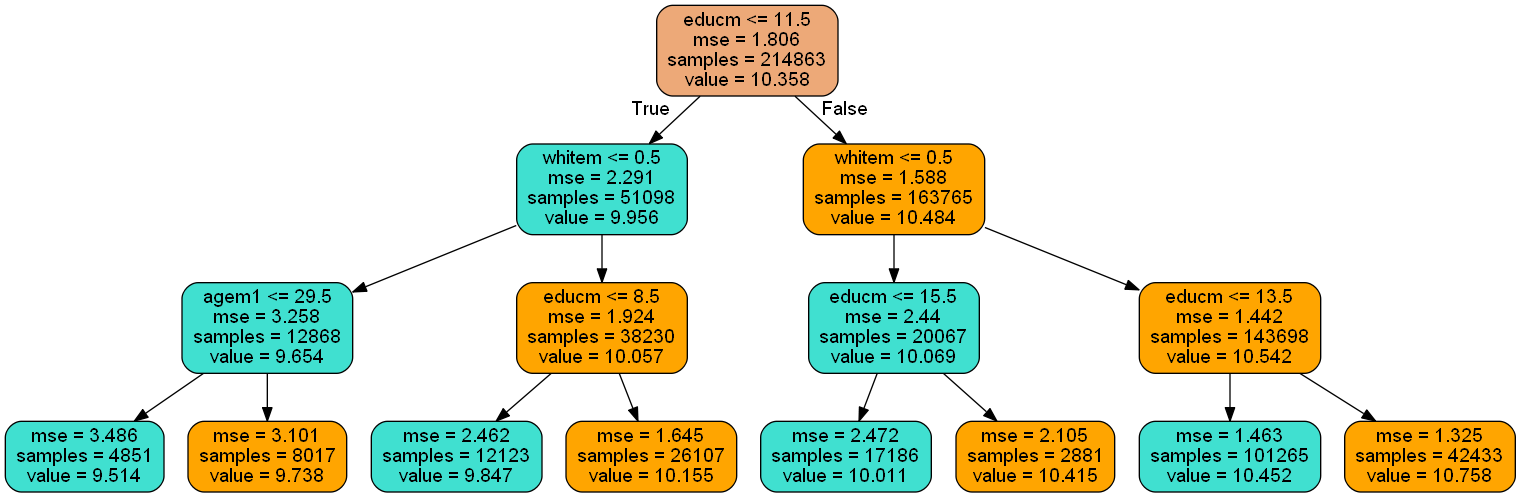 educm <= 11.5
mse = 1.806
samples = 214863
value = 10.358
True
False
whitem <= 0.5
mse = 2.291
samples = 51098
value = 9.956
whitem <= 0.5
mse = 1.588
samples = 163765
value = 10.484
agem1 <= 29.5
mse = 3.258
samples = 12868
value = 9.654
educm <= 8.5
mse = 1.924
samples = 38230
value = 10.057
educm <= 15.5
mse = 2.44
samples = 20067
value = 10.069
educm <= 13.5
mse = 1.442
samples = 143698
value = 10.542
mse = 3.486
samples = 4851
value = 9.514
mse = 3.101
samples = 8017
value = 9.738
mse = 2.462
samples = 12123
value = 9.847
mse = 1.645
samples = 26107
value = 10.155
mse = 2.472
samples = 17186
value = 10.011
mse = 2.105
samples = 2881
value = 10.415
mse = 1.463
samples = 101265
value = 10.452
mse = 1.325
samples = 42433
value = 10.758